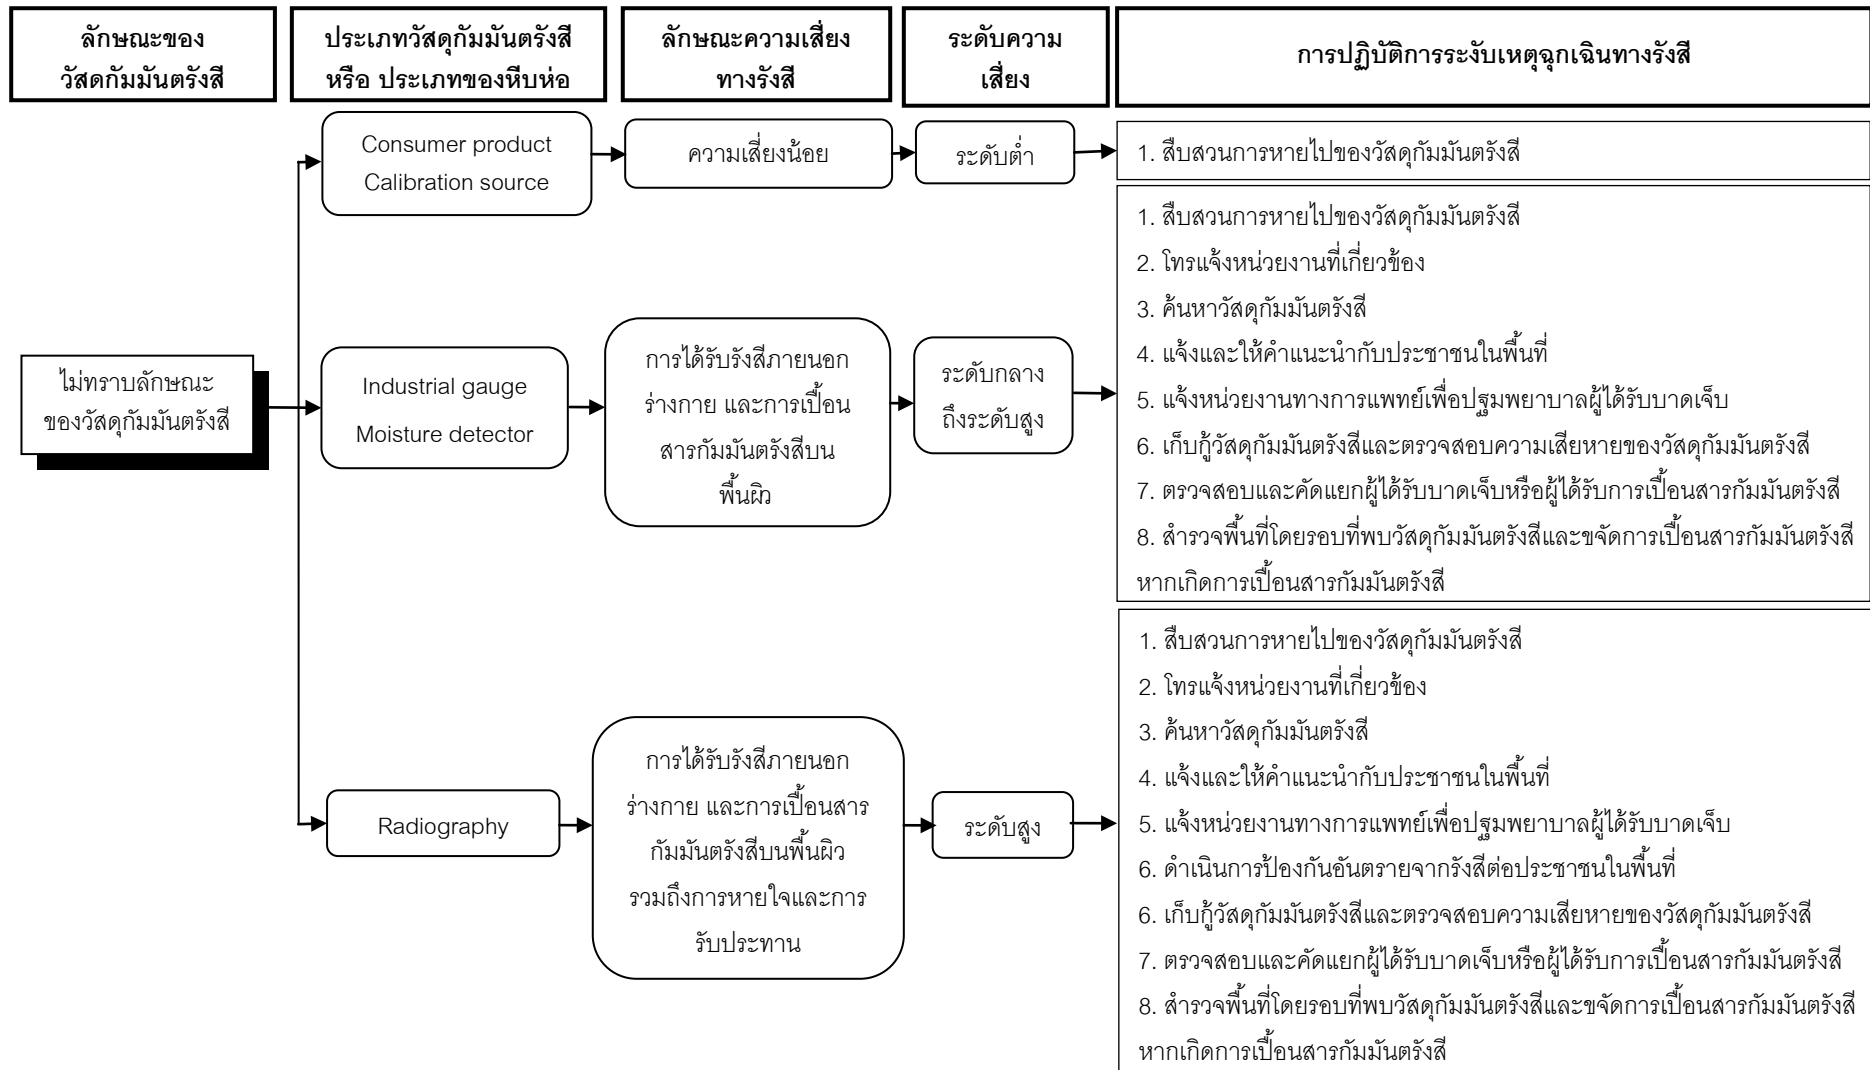 ลักษณะของ
วัสดกัมมันตรังสี
ประเภทวัสดุกัมมันตรังสี
หรือ ประเภทของหีบห่อ
ลักษณะความเสี่ยง
ทางรังสี
ระดับความ
เสี่ยง
การปฏิบัติการระงับเหตุฉุกเฉินทางรังสี
ไม่ทราบลักษณะ
ของวัสดุกัมมันตรังสี
Consumer product
Calibration source
ความเสี่ยงน้อย
ระดับต่ำ
1. สืบสวนการหายไปของวัสดุกัมมันตรังสี
Industrial gauge
Moisture detector
การได้รับรังสีภายนอก
ร่างกาย และการเปื้อน
สารกัมมันตรังสีบน
พื้นผิว
ระดับกลาง
ถึงระดับสูง
1. สืบสวนการหายไปของวัสดุกัมมันตรังสี
2. โทรแจ้งหน่วยงานที่เกี่ยวข้อง
3. ค้นหาวัสดุกัมมันตรังสี
4. แจ้งและให้คำแนะนำกับประชาชนในพื้นที่
5. แจ้งหน่วยงานทางการแพทย์เพื่อปฐมพยาบาลผู้ได้รับบาดเจ็บ
6. เก็บกู้วัสดุกัมมันตรังสีและตรวจสอบความเสียหายของวัสดุกัมมันตรังสี
7. ตรวจสอบและคัดแยกผู้ได้รับบาดเจ็บหรือผู้ได้รับการเปื้อนสารกัมมันตรังสี
8. สำรวจพื้นที่โดยรอบที่พบวัสดุกัมมันตรังสีและขจัดการเปื้อนสารกัมมันตรังสี
หากเกิดการเปื้อนสารกัมมันตรังสี
Radiography
การได้รับรังสีภายนอก
ร่างกาย และการเปื้อนสาร
กัมมันตรังสีบนพื้นผิว
รวมถึงการหายใจและการ
รับประทาน
ระดับสูง
1. สืบสวนการหายไปของวัสดุกัมมันตรังสี
2. โทรแจ้งหน่วยงานที่เกี่ยวข้อง
3. ค้นหาวัสดุกัมมันตรังสี
4. แจ้งและให้คำแนะนำกับประชาชนในพื้นที่
5. แจ้งหน่วยงานทางการแพทย์เพื่อปฐมพยาบาลผู้ได้รับบาดเจ็บ
6. ดำเนินการป้องกันอันตรายจากรังสีต่อประชาชนในพื้นที่
6. เก็บกู้วัสดุกัมมันตรังสีและตรวจสอบความเสียหายของวัสดุกัมมันตรังสี
7. ตรวจสอบและคัดแยกผู้ได้รับบาดเจ็บหรือผู้ได้รับการเปื้อนสารกัมมันตรังสี
8. สำรวจพื้นที่โดยรอบที่พบวัสดุกัมมันตรังสีและขจัดการเปื้อนสารกัมมันตรังสี
หากเกิดการเปื้อนสารกัมมันตรังสี